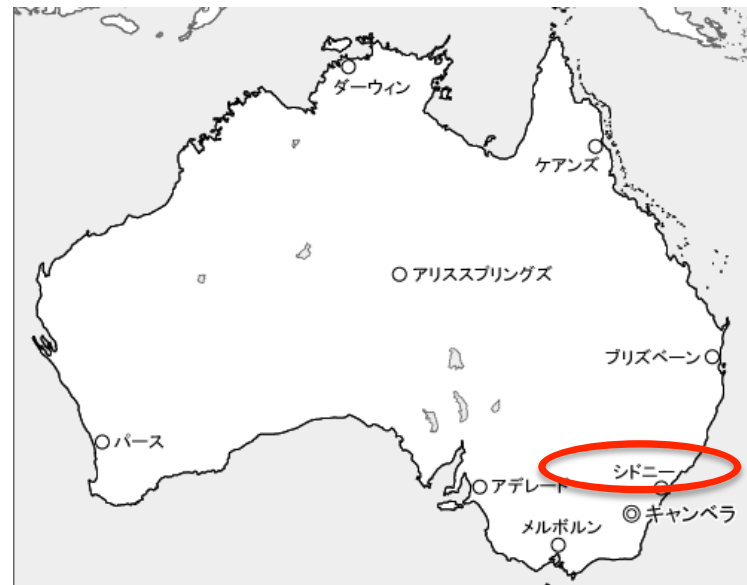 ダーウィン
ケアンズ
アリススプリングズ
ブリズベーン
パース
シドニー
アデレード
キャンベラ
メルボルン